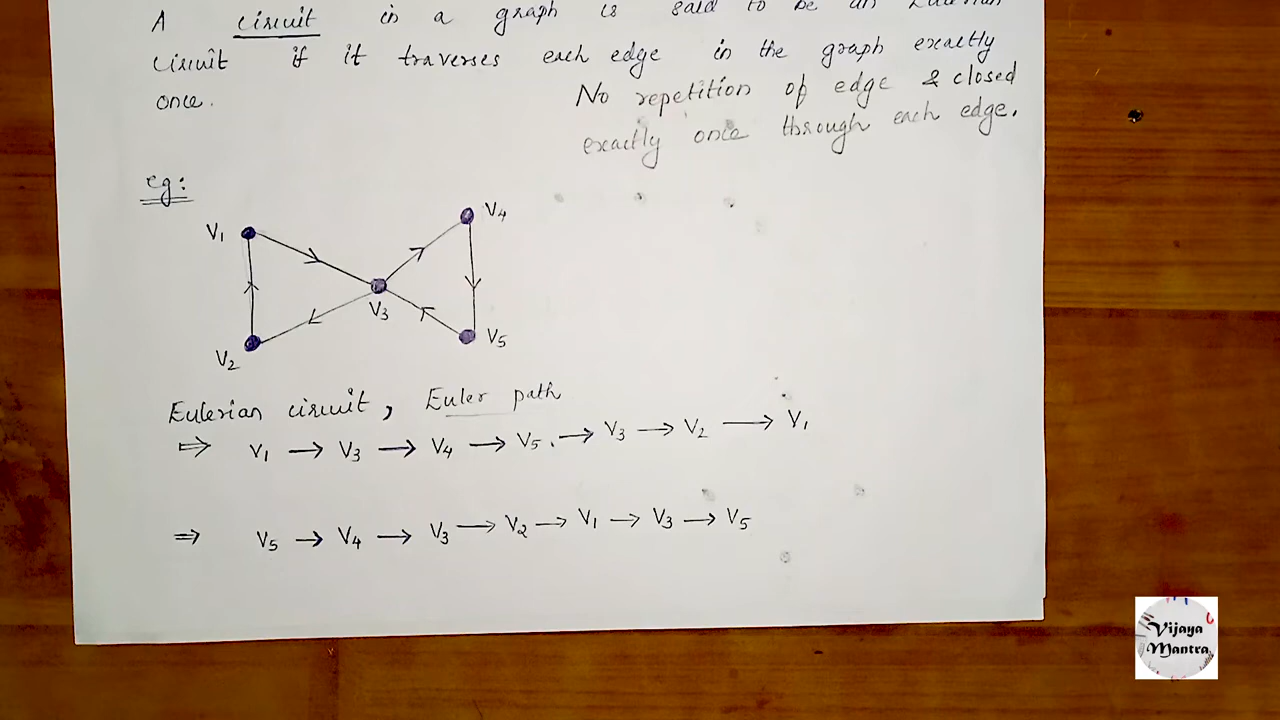 A circuit in a graph is said to be an Eulerian
circuit if it traverses each edge in the graph exactly
once.
No repetition of edge & closed
exactly once through each edge.
eg:
V1
V4
V3
V2
V5
Eulerian circuit, Euler path
⇒ V1 → V3 → V4 → V5 . → V3 → V2 → V1
⇒ V5 → V4 → V3 → V2 → V1 → V3 → V5
Vijaya
Mantra